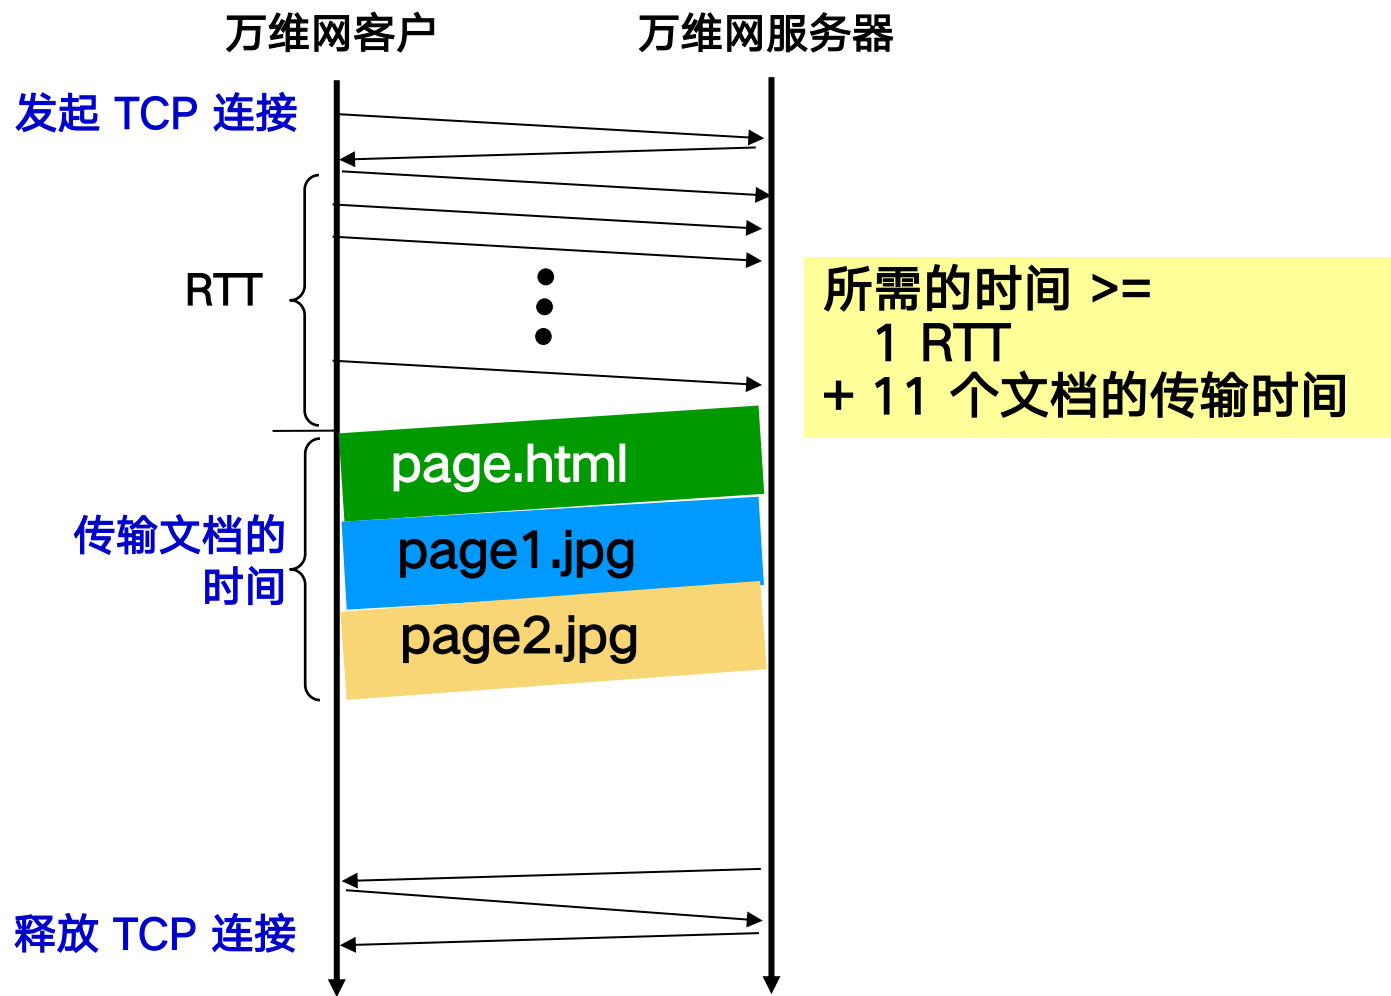 万维网客户
万维网服务器
发起 TCP 连接
RTT
所需的时间 >=
1 RTT
+ 11 个文档的传输时间
page.html
传输文档的
时间
page1.jpg
page2.jpg
释放 TCP 连接